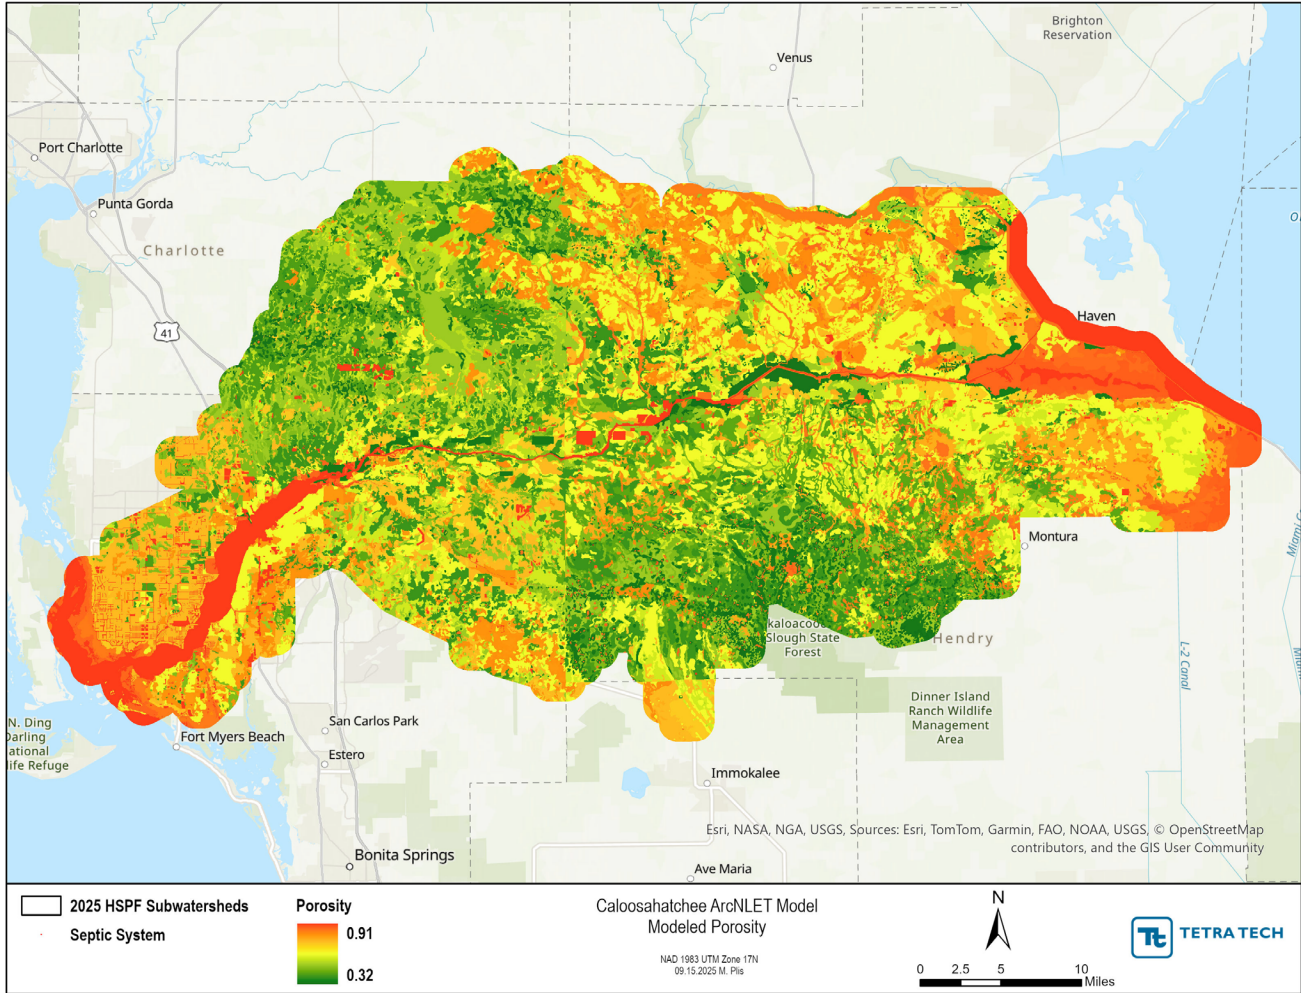 Brighton
Reservation
Venus
Port Charlotte
Punta Gorda
Charlotte
41
Haven
Montura
Slough State
Forest
Hendry
L-2 Canal
Dinner Island
Ranch Wildlife
Management
Area
N. Ding
Darling
ational
life Refuge
Fort Myers Beach
San Carlos Park
Estero
Immokalee
Bonita Springs
Ave Maria
Esri, NASA, NGA, USGS, Sources: Esri, TomTom, Garmin, FAO, NOAA, USGS, © OpenStreetMap
contributors, and the GIS User Community
2025 HSPF Subwatersheds
Septic System
Porosity
0.91
0.32
Caloosahatchee ArcNLET Model
Modeled Porosity
NAD 1983 UTM Zone 17N
09.15.2025 M. Plis
N
0 2.5 5 10
Miles
Tt TETRA TECH